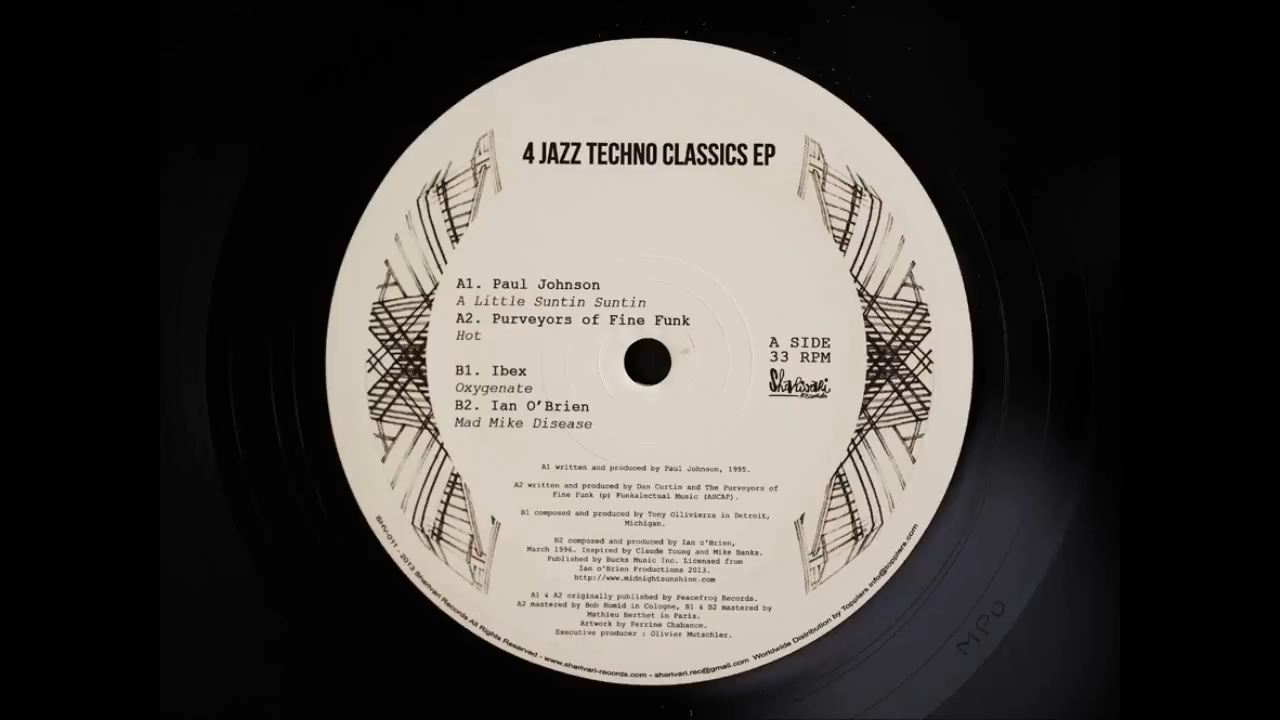 4 JAZZ TECHNO CLASSICS EP
A1. Paul Johnson
A Little Suntin Suntin
A2. Purveyors of Fine Funk
Hot
B1. Ibex
Oxygenate
B2. Ian O'Brien
Mad Mike Disease
A SIDE
33 RPM
Sharivari
Records
A1 written and produced by Paul Johnson, 1995.
A2 written and produced by Dan Curtin and The Purveyors of
Fine Funk (p) Funkalectual Music (ASCAP).
B1 composed and produced by Tony Ollivierra in Detroit,
Michigan.
B2 composed and produced by Ian o'Brien,
March 1996. Inspired by Claude Young and Mike Banks.
Published by Bucks Music Inc. Licensed from
Ian o'Brien Productions 2013.
http://www.midnightsunshine.com
A1 & A2 originally published by Peacefrog Records.
A2 mastered by Bob Humid in Cologne, B1 & B2 mastered by
Mathieu Berthet in Paris.
Artwork by Perrine Chabance.
Executive producer : Olivier Mutschler.
SHV-011 - 2013 Sharivari Records All Rights Reserved - www.sharivari-records.com - sharivari.rec@gmail.com Worldwide Distribution by Topplers info@topplers.com
MPO